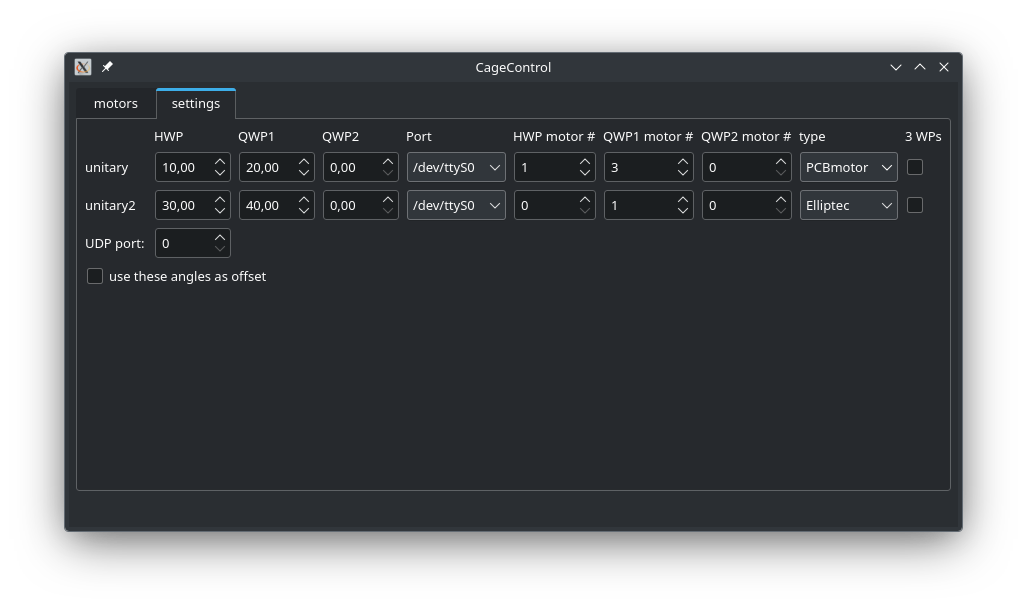 CageControl
motors settings
HWP QWP1 QWP2 Port HWP motor # QWP1 motor # QWP2 motor # type 3 WPs
unitary 10,00 20,00 0,00 /dev/ttyS0 1 3 0 PCBmotor
unitary2 30,00 40,00 0,00 /dev/ttyS0 0 1 0 Elliptec
UDP port: 0
use these angles as offset